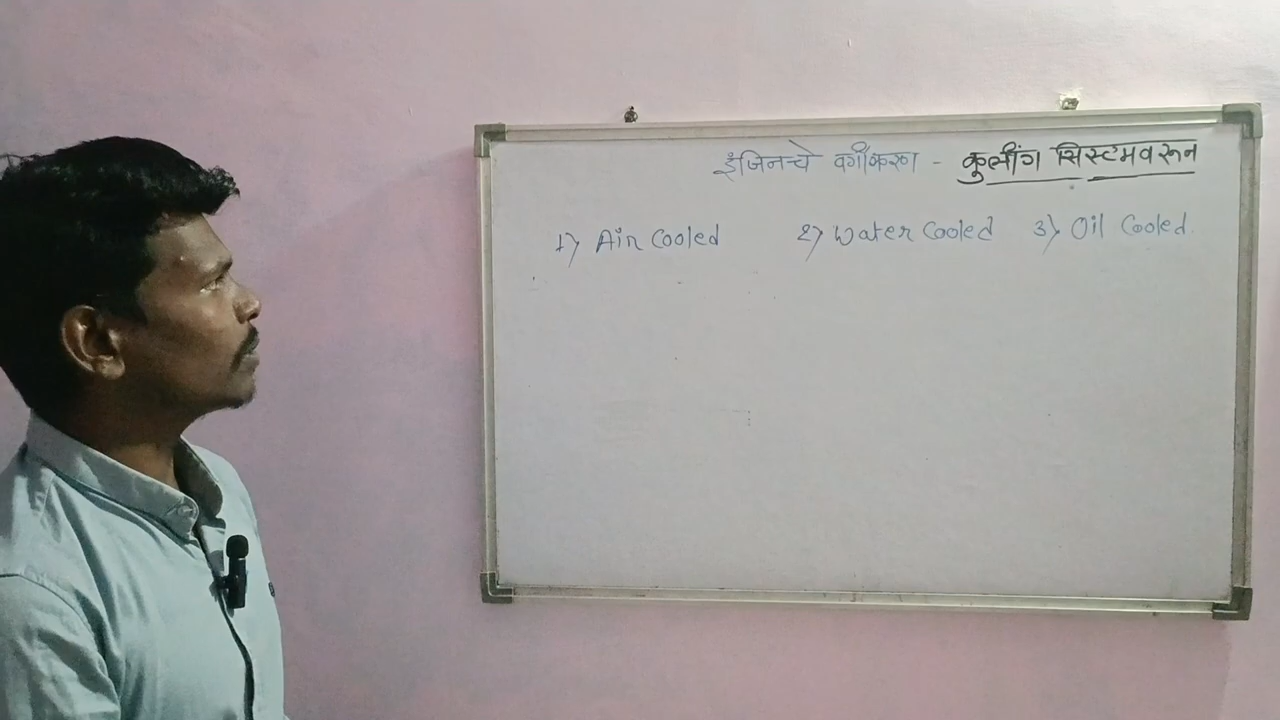 इंजिनचे वर्गीकरण - कुलींग सिस्टमवरून
1) Air Cooled 2) Water Cooled 3) Oil Cooled.